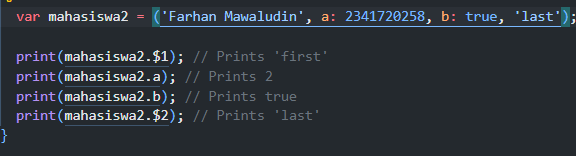 var mahasiswa2 = ('Farhan Mawaludin', a: 2341720258, b: true, 'last');
print(mahasiswa2.$1); // Prints 'first'
print(mahasiswa2.a); // Prints 2
print(mahasiswa2.b); // Prints true
print(mahasiswa2.$2); // Prints 'last'
}